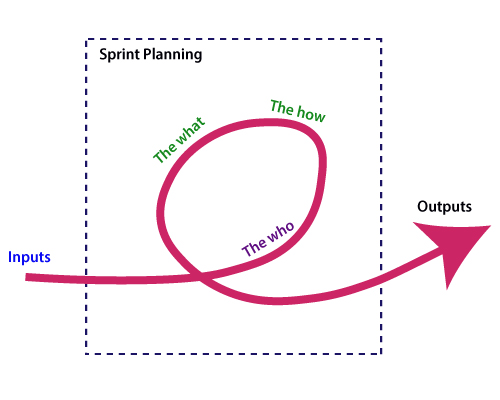 Sprint Planning
The how
The what
Outputs
The who
Inputs